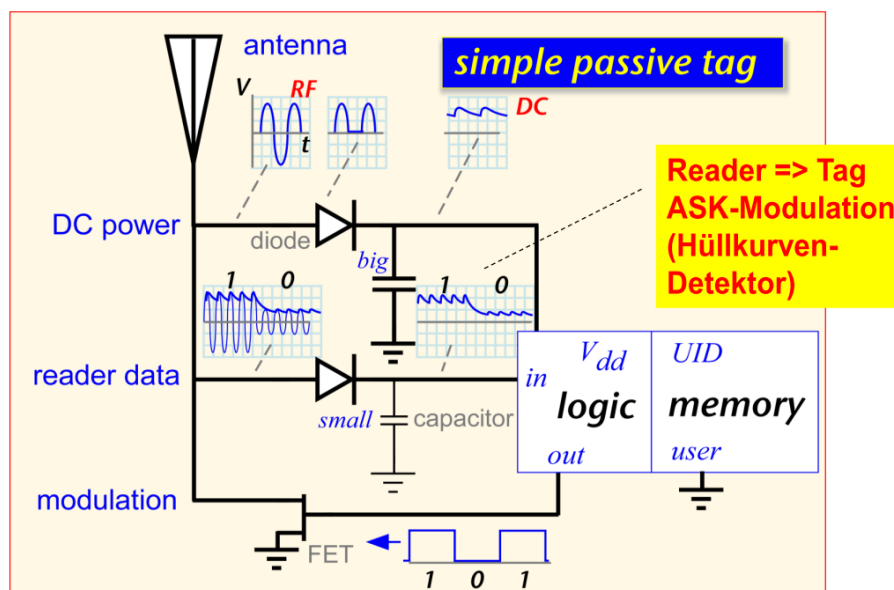 antenna
simple passive tag
V
RF
t
DC
Reader => Tag
ASK-Modulation
(Hüllkurven-
Detektor)
DC power
diode
big
1 0
1 0
reader data
small
capacitor
in
Vdd
logic
out
UID
memory
user
modulation
FET
1 0 1